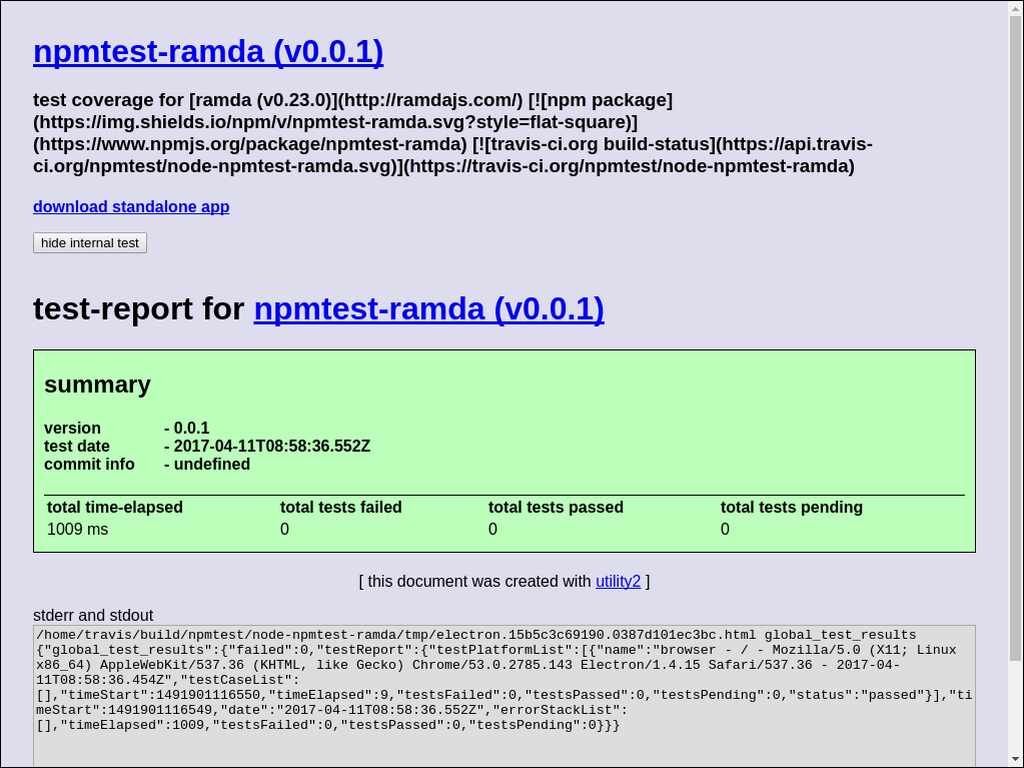 npmtest-ramda (v0.0.1)
test coverage for [ramda (v0.23.0)](http://ramdajs.com/) [![npm package]
(https://img.shields.io/npm/v/npmtest-ramda.svg?style=flat-square)]
(https://www.npmjs.org/package/npmtest-ramda) [![travis-ci.org build-status](https://api.travis-
ci.org/npmtest/node-npmtest-ramda.svg)](https://travis-ci.org/npmtest/node-npmtest-ramda)
download standalone app
hide internal test
test-report for npmtest-ramda (v0.0.1)
summary
version - 0.0.1
test date - 2017-04-11T08:58:36.552Z
commit info - undefined
total time-elapsed total tests failed total tests passed total tests pending
1009 ms 0 0 0
[ this document was created with utility2 ]
stderr and stdout
/home/travis/build/npmtest/node-npmtest-ramda/tmp/electron.15b5c3c69190.0387d101ec3bc.html global_test_results
{"global_test_results":{"failed":0,"testReport":{"testPlatformList":[{"name":"browser - / - Mozilla/5.0 (X11; Linux
x86_64) AppleWebKit/537.36 (KHTML, like Gecko) Chrome/53.0.2785.143 Electron/1.4.15 Safari/537.36 - 2017-04-
11T08:58:36.454Z","testCaseList":
[],"timeStart":1491901116550,"timeElapsed":9,"testsFailed":0,"testsPassed":0,"testsPending":0,"status":"passed"}],"ti
meStart":1491901116549,"date":"2017-04-11T08:58:36.552Z","errorStackList":
[],"timeElapsed":1009,"testsFailed":0,"testsPassed":0,"testsPending":0}}}